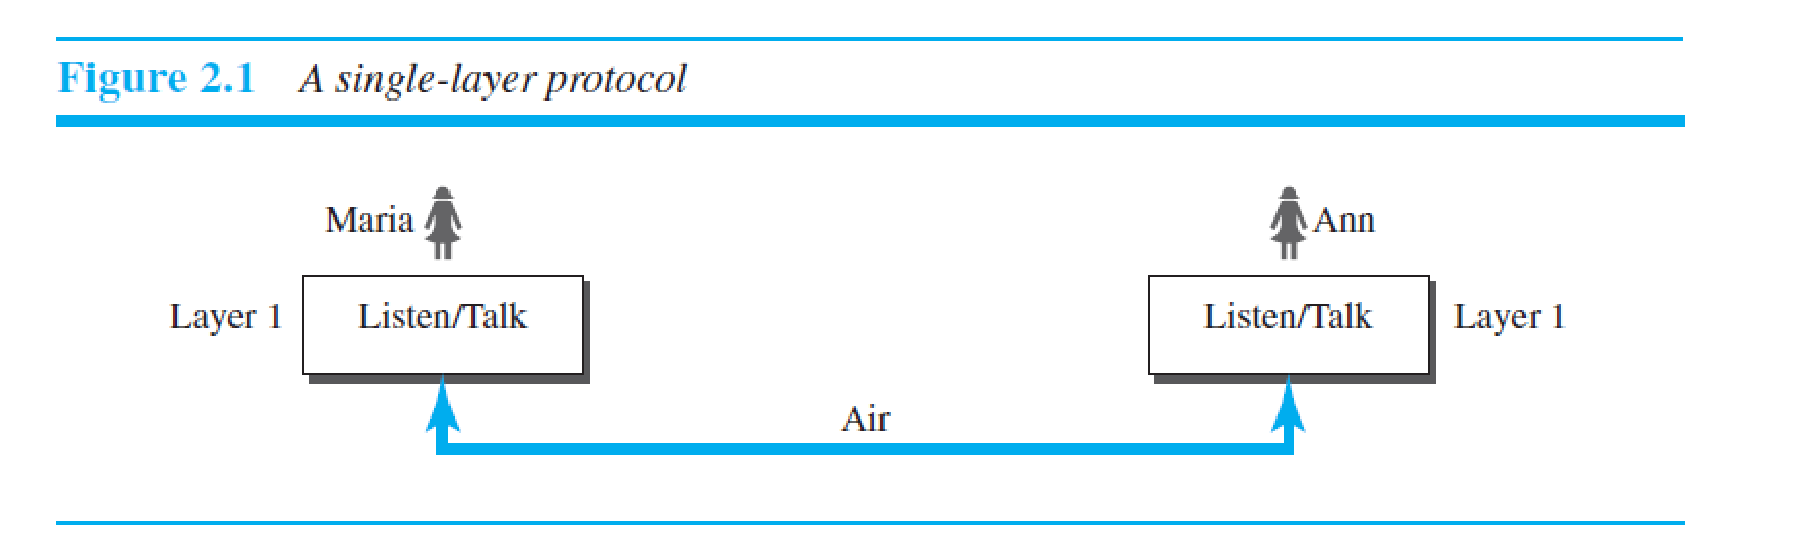 Figure 2.1 A single-layer protocol
Maria
Ann
Layer 1
Listen/Talk
Listen/Talk
Layer 1
Air